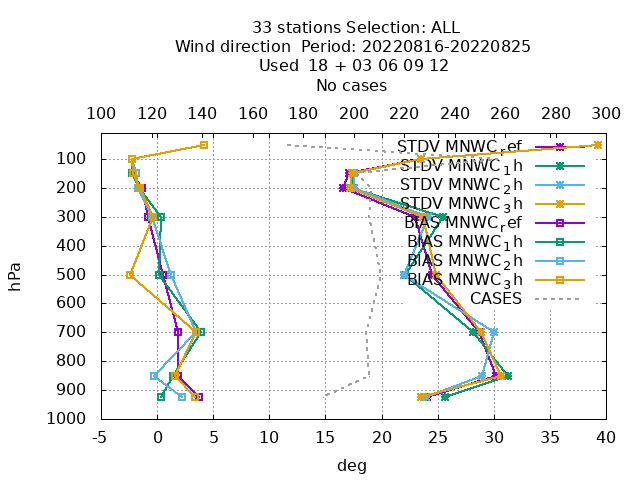 33 stations Selection: ALL
Wind direction  Period: 20220816-20220825
Used  18 + 03 06 09 12
No cases
100 120 140 160 180 200 220 240 260 280 300
STDV MNWC_ref
STDV MNWC_1h
STDV MNWC_2h
STDV MNWC_3h
BIAS MNWC_ref
BIAS MNWC_1h
BIAS MNWC_2h
BIAS MNWC_3h
CASES
100
200
300
400
500
600
700
800
900
1000
hPa
-5 0 5 10 15 20 25 30 35 40
deg